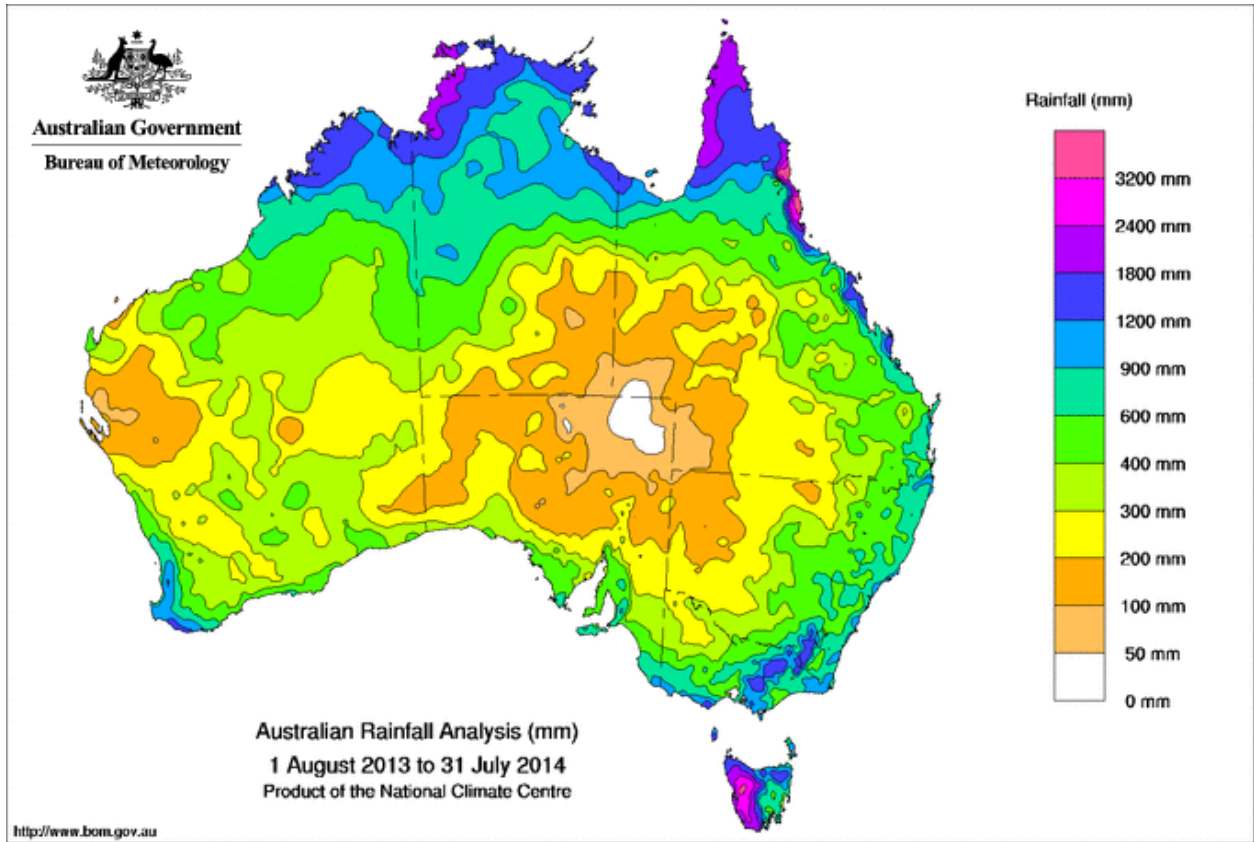 Australian Government
Bureau of Meteorology
Rainfall (mm)
3200 mm
2400 mm
1800 mm
1200 mm
900 mm
600 mm
400 mm
300 mm
200 mm
100 mm
50 mm
0 mm
Australian Rainfall Analysis (mm)
1 August 2013 to 31 July 2014
Product of the National Climate Centre
http://www.bom.gov.au